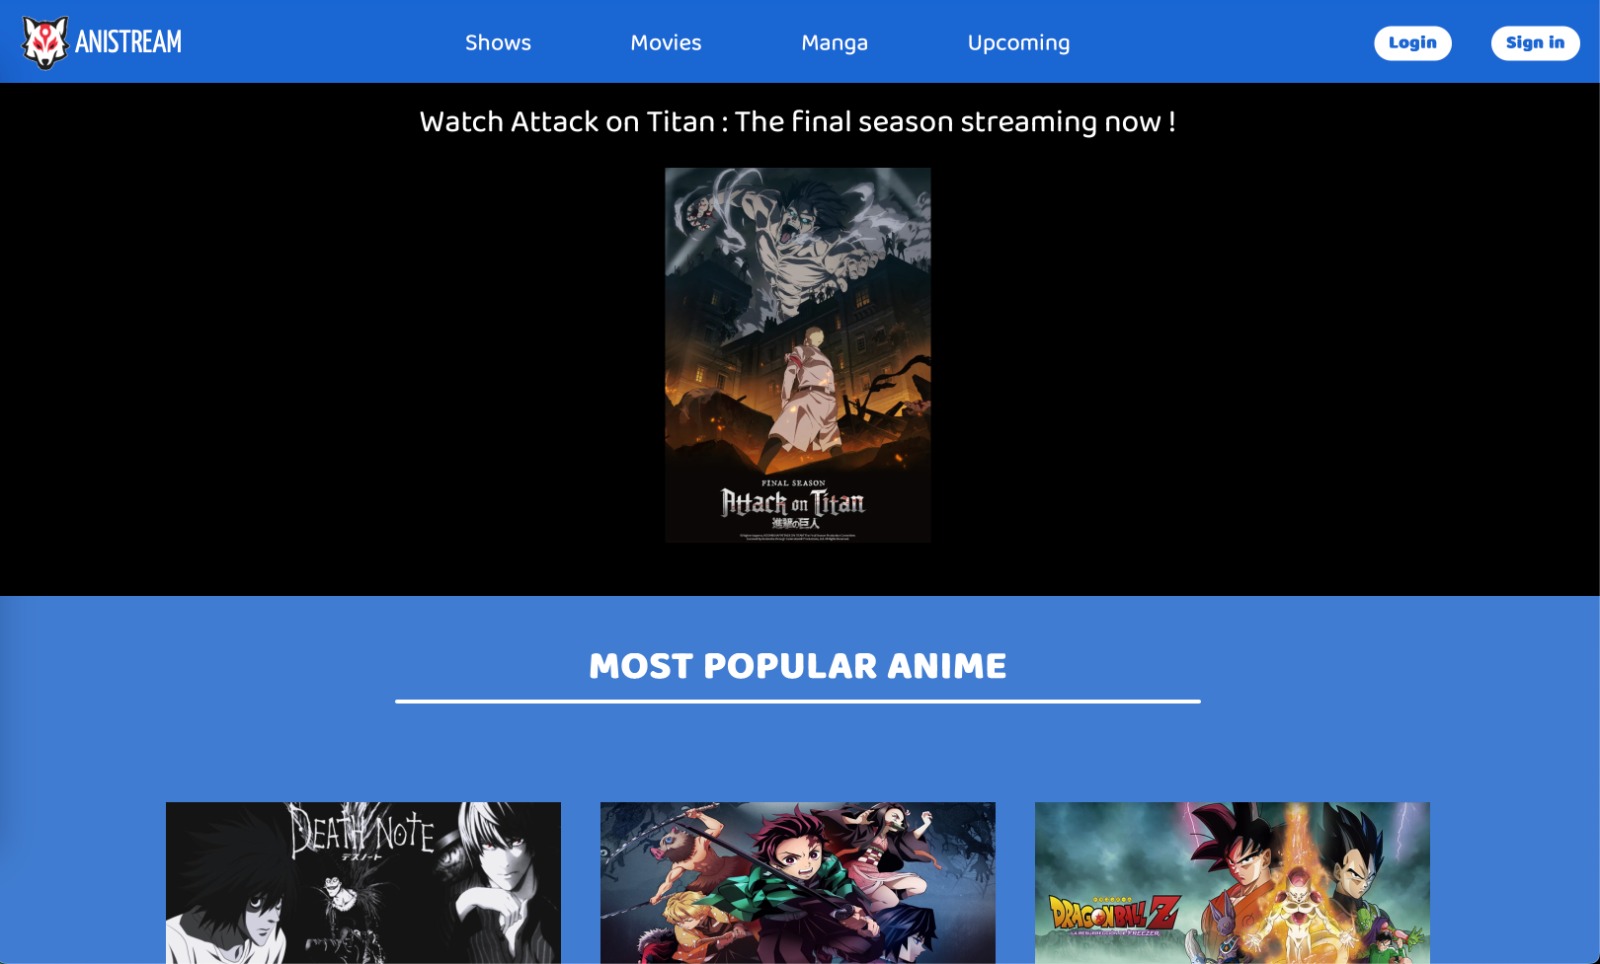 ANISTREAM
Shows
Movies
Manga
Upcoming
Login
Sign in
Watch Attack on Titan : The final season streaming now !
FINAL SEASON
Attack on Titan
進撃の巨人
MOST POPULAR ANIME
DEATH NOTE
デスノート
DRAGON BALL Z